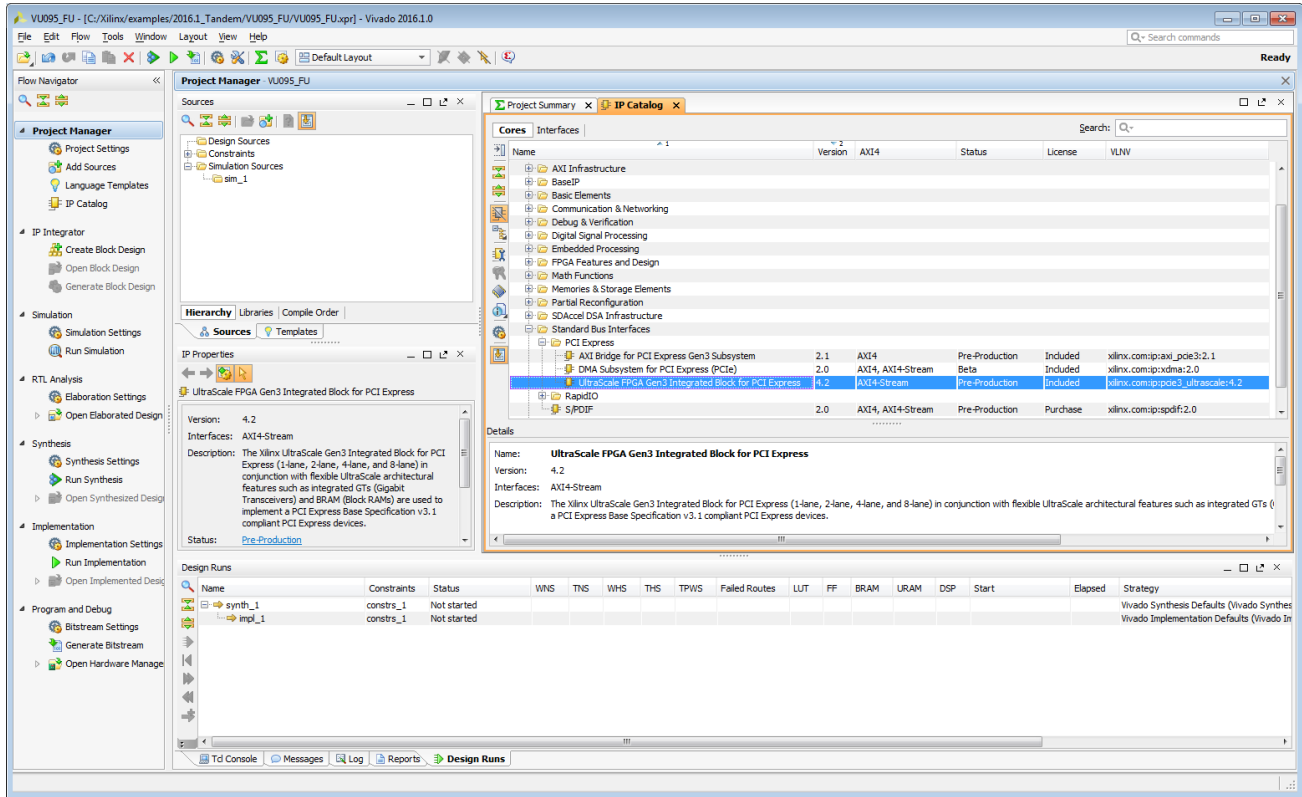 VU095_FU - [C:/Xilinx/examples/2016.1_Tandem/VU095_FU/VU095_FU.xpr] - Vivado 2016.1.0
File Edit Flow Tools Window Layout View Help
Search commands
Default Layout
Ready
Flow Navigator
Project Manager
Project Settings
Add Sources
Language Templates
IP Catalog
IP Integrator
Create Block Design
Open Block Design
Generate Block Design
Simulation
Simulation Settings
Run Simulation
RTL Analysis
Elaboration Settings
Open Elaborated Design
Synthesis
Synthesis Settings
Run Synthesis
Open Synthesized Desig
Implementation
Implementation Settings
Run Implementation
Open Implemented Desig
Program and Debug
Bitstream Settings
Generate Bitstream
Open Hardware Manage
Project Manager - VU095_FU
Sources
Design Sources
Constraints
Simulation Sources
sim_1
Hierarchy Libraries Compile Order
Sources Templates
IP Properties
UltraScale FPGA Gen3 Integrated Block for PCI Express
Version: 4.2
Interfaces: AXI4-Stream
Description: The Xilinx UltraScale Gen3 Integrated Block for PCI
Express (1-lane, 2-lane, 4-lane, and 8-lane) in
conjunction with flexible UltraScale architectural
features such as integrated GTs (Gigabit
Transceivers) and BRAM (Block RAMs) are used to
implement a PCI Express Base Specification v3.1
compliant PCI Express devices.
Status: Pre-Production
Project Summary IP Catalog
Cores Interfaces Search:
Name 1 Version 2 AXI4 Status License VLNV
AXI Infrastructure
BaseIP
Basic Elements
Communication & Networking
Debug & Verification
Digital Signal Processing
Embedded Processing
FPGA Features and Design
Math Functions
Memories & Storage Elements
Partial Reconfiguration
SDAccel DSA Infrastructure
Standard Bus Interfaces
PCI Express
AXI Bridge for PCI Express Gen3 Subsystem 2.1 AXI4 Pre-Production Included xilinx.com:ip:axi_pcie3:2.1
DMA Subsystem for PCI Express (PCIe) 2.0 AXI4, AXI4-Stream Beta Included xilinx.com:ip:xdma:2.0
UltraScale FPGA Gen3 Integrated Block for PCI Express 4.2 AXI4-Stream Pre-Production Included xilinx.com:ip:pcie3_ultrascale:4.2
RapidIO
S/PDIF 2.0 AXI4, AXI4-Stream Pre-Production Purchase xilinx.com:ip:spdif:2.0
Details
Name: UltraScale FPGA Gen3 Integrated Block for PCI Express
Version: 4.2
Interfaces: AXI4-Stream
Description: The Xilinx UltraScale Gen3 Integrated Block for PCI Express (1-lane, 2-lane, 4-lane, and 8-lane) in conjunction with flexible UltraScale architectural features such as integrated GTs (
a PCI Express Base Specification v3.1 compliant PCI Express devices.
Design Runs
Name Constraints Status WNS TNS WHS THS TPWS Failed Routes LUT FF BRAM URAM DSP Start Elapsed Strategy
synth_1 constrs_1 Not started Vivado Synthesis Defaults (Vivado Synthes
impl_1 constrs_1 Not started Vivado Implementation Defaults (Vivado Im
Tcl Console Messages Log Reports Design Runs